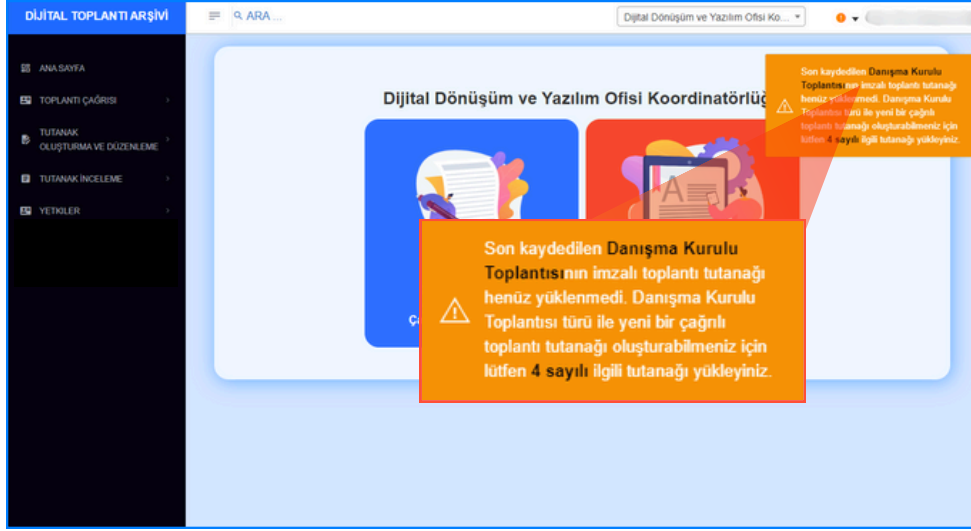 DİJİTAL TOPLANTI ARŞİVİ
ARA ...
Dijital Dönüşüm ve Yazılım Ofisi Ko...
ANA SAYFA
TOPLANTI ÇAĞRISI
TUTANAK
OLUŞTURMA VE DÜZENLEME
TUTANAK İNCELEME
YETKİLER
Dijital Dönüşüm ve Yazılım Ofisi Koordinatörlüğ
Son kaydedilen Danışma Kurulu
Toplantısının imzalı toplantı tutanağı
henüz yüklenmedi. Danışma Kurulu
Toplantısı türü ile yeni bir çağrılı
toplantı tutanağı oluşturabilmeniz için
lütfen 4 sayılı ilgili tutanağı yükleyiniz.
A
Son kaydedilen Danışma Kurulu
Toplantısının imzalı toplantı tutanağı
henüz yüklenmedi. Danışma Kurulu
Toplantısı türü ile yeni bir çağrılı
toplantı tutanağı oluşturabilmeniz için
lütfen 4 sayılı ilgili tutanağı yükleyiniz.